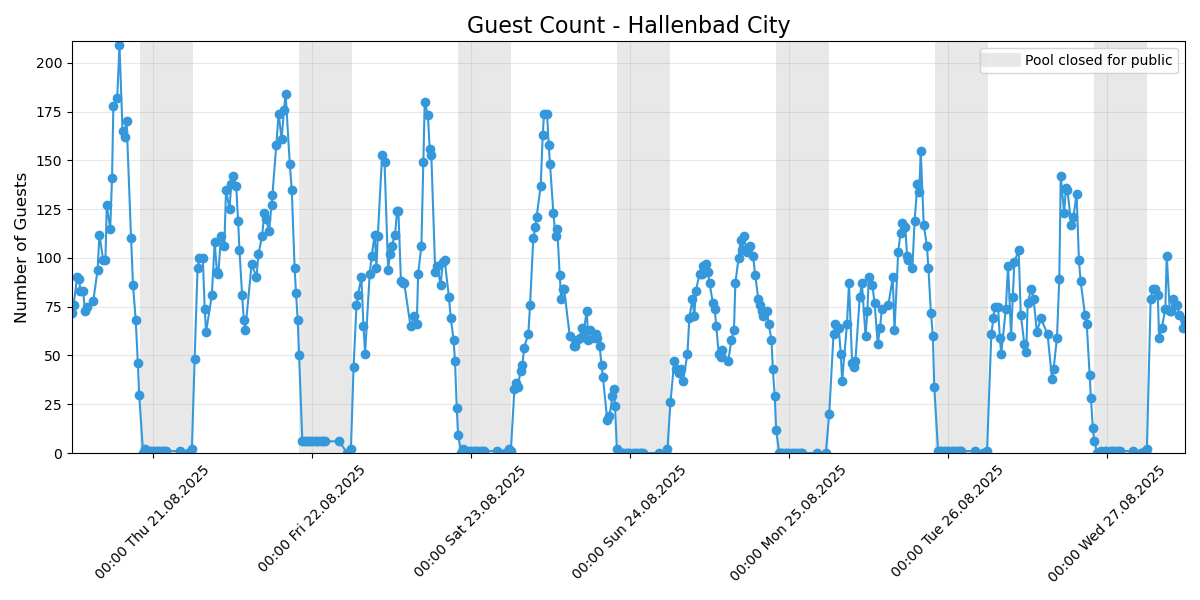 Guest Count - Hallenbad City
Pool closed for public
Number of Guests
200
175
150
125
100
75
50
25
0
00:00 Thu 21.08.2025
00:00 Fri 22.08.2025
00:00 Sat 23.08.2025
00:00 Sun 24.08.2025
00:00 Mon 25.08.2025
00:00 Tue 26.08.2025
00:00 Wed 27.08.2025